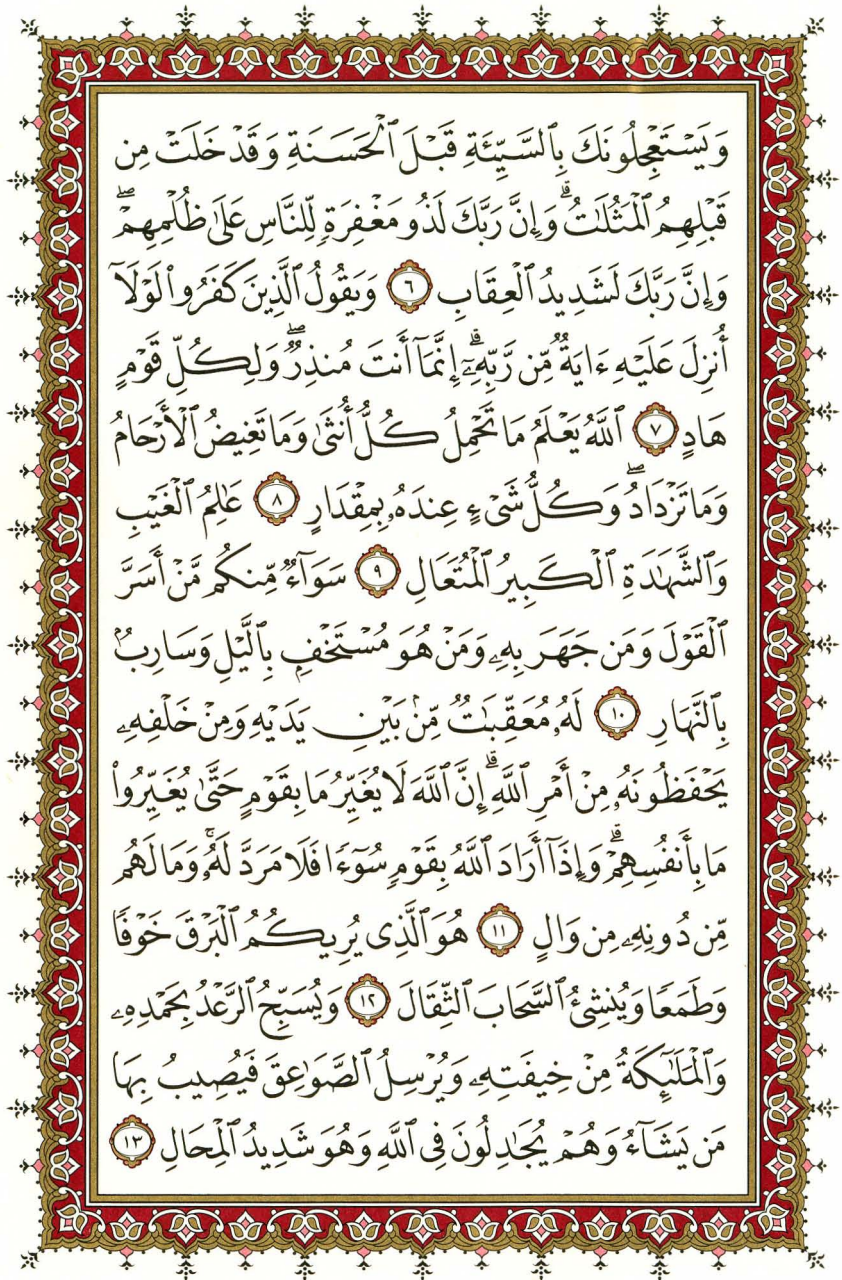 وَيَسْتَعْجِلُونَكَ بِٱلسَّيِّئَةِ قَبْلَ ٱلْحَسَنَةِ وَقَدْ خَلَتْ مِن
قَبْلِهِمُ ٱلْمَثُلَٰتُ ۗ وَإِنَّ رَبَّكَ لَذُو مَغْفِرَةٍ لِّلنَّاسِ عَلَىٰ ظُلْمِهِمْ ۖ
وَإِنَّ رَبَّكَ لَشَدِيدُ ٱلْعِقَابِ ٦ وَيَقُولُ ٱلَّذِينَ كَفَرُوا۟ لَوْلَآ
أُنزِلَ عَلَيْهِ ءَايَةٌ مِّن رَّبِّهِۦٓ ۗ إِنَّمَآ أَنتَ مُنذِرٌ ۖ وَلِكُلِّ قَوْمٍ
هَادٍ ٧ ٱللَّهُ يَعْلَمُ مَا تَحْمِلُ كُلُّ أُنثَىٰ وَمَا تَغِيضُ ٱلْأَرْحَامُ
وَمَا تَزْدَادُ ۖ وَكُلُّ شَىْءٍ عِندَهُۥ بِمِقْدَارٍ ٨ عَٰلِمُ ٱلْغَيْبِ
وَٱلشَّهَٰدَةِ ٱلْكَبِيرُ ٱلْمُتَعَالِ ٩ سَوَآءٌ مِّنكُم مَّنْ أَسَرَّ
ٱلْقَوْلَ وَمَن جَهَرَ بِهِۦ وَمَنْ هُوَ مُسْتَخْفٍۭ بِٱلَّيْلِ وَسَارِبٌۢ
بِٱلنَّهَارِ ١٠ لَهُۥ مُعَقِّبَٰتٌ مِّنۢ بَيْنِ يَدَيْهِ وَمِنْ خَلْفِهِۦ
يَحْفَظُونَهُۥ مِنْ أَمْرِ ٱللَّهِ ۗ إِنَّ ٱللَّهَ لَا يُغَيِّرُ مَا بِقَوْمٍ حَتَّىٰ يُغَيِّرُوا۟
مَا بِأَنفُسِهِمْ ۗ وَإِذَآ أَرَادَ ٱللَّهُ بِقَوْمٍ سُوٓءًا فَلَا مَرَدَّ لَهُۥ ۚ وَمَا لَهُم
مِّن دُونِهِۦ مِن وَالٍ ١١ هُوَ ٱلَّذِى يُرِيكُمُ ٱلْبَرْقَ خَوْفًا
وَطَمَعًا وَيُنشِئُ ٱلسَّحَابَ ٱلثِّقَالَ ١٢ وَيُسَبِّحُ ٱلرَّعْدُ بِحَمْدِهِۦ
وَٱلْمَلَٰٓئِكَةُ مِنْ خِيفَتِهِۦ وَيُرْسِلُ ٱلصَّوَٰعِقَ فَيُصِيبُ بِهَا
مَن يَشَآءُ وَهُمْ يُجَٰدِلُونَ فِى ٱللَّهِ وَهُوَ شَدِيدُ ٱلْمِحَالِ ١٣